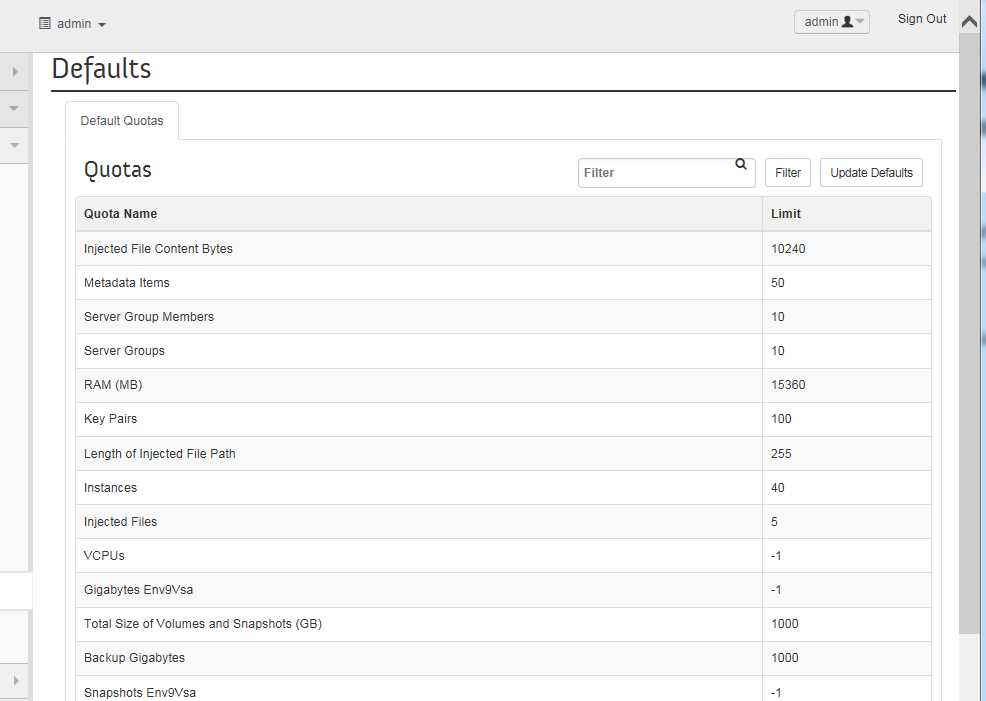 admin
admin
Sign Out
Defaults
Default Quotas
Quotas
Filter
Filter
Update Defaults
Quota Name Limit
Injected File Content Bytes 10240
Metadata Items 50
Server Group Members 10
Server Groups 10
RAM (MB) 15360
Key Pairs 100
Length of Injected File Path 255
Instances 40
Injected Files 5
VCPUs -1
Gigabytes Env9Vsa -1
Total Size of Volumes and Snapshots (GB) 1000
Backup Gigabytes 1000
Snapshots Env9Vsa -1